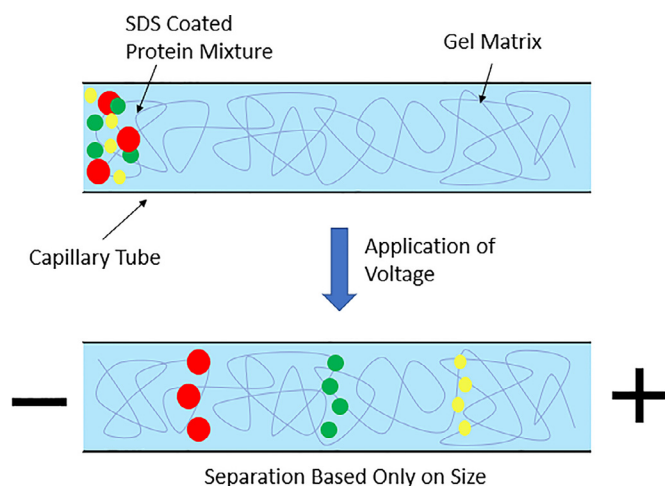 SDS Coated
Protein Mixture
Gel Matrix
Capillary Tube
Application of
Voltage
− +
Separation Based Only on Size